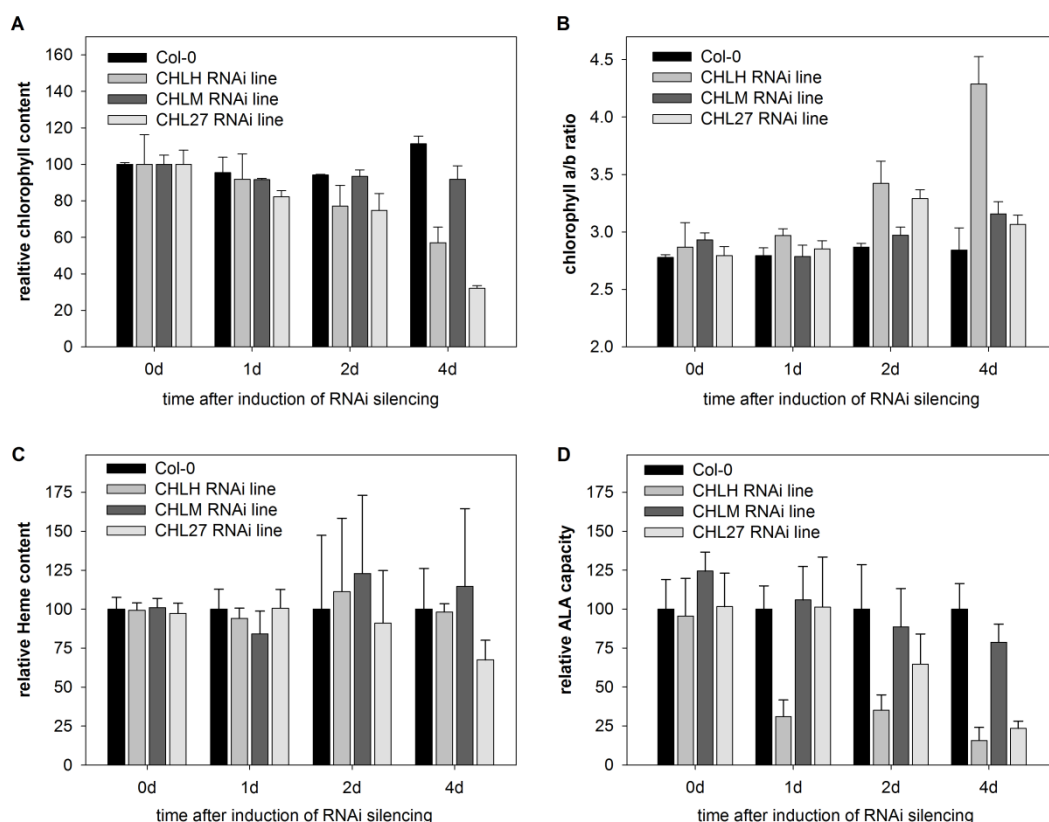 A
realtive chlorophyll content
160
140
120
100
80
60
40
20
0
Col-0
CHLH RNAi line
CHLM RNAi line
CHL27 RNAi line
0d 1d 2d 4d
time after induction of RNAi silencing
B
chlorophyll a/b ratio
4.5
4.0
3.5
3.0
2.5
2.0
Col-0
CHLH RNAi line
CHLM RNAi line
CHL27 RNAi line
0d 1d 2d 4d
time after induction of RNAi silencing
C
relative Heme content
175
150
125
100
75
50
25
0
Col-0
CHLH RNAi line
CHLM RNAi line
CHL27 RNAi line
0d 1d 2d 4d
time after induction of RNAi silencing
D
relative ALA capacity
175
150
125
100
75
50
25
0
Col-0
CHLH RNAi line
CHLM RNAi line
CHL27 RNAi line
0d 1d 2d 4d
time after induction of RNAi silencing